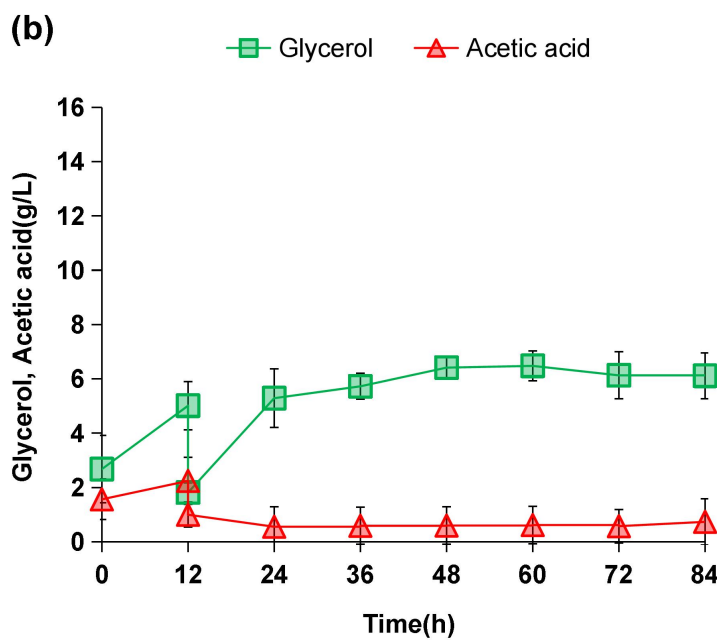 (b)
Glycerol Acetic acid
16
14
12
10
8
6
4
2
0
Glycerol, Acetic acid(g/L)
0 12 24 36 48 60 72 84
Time(h)